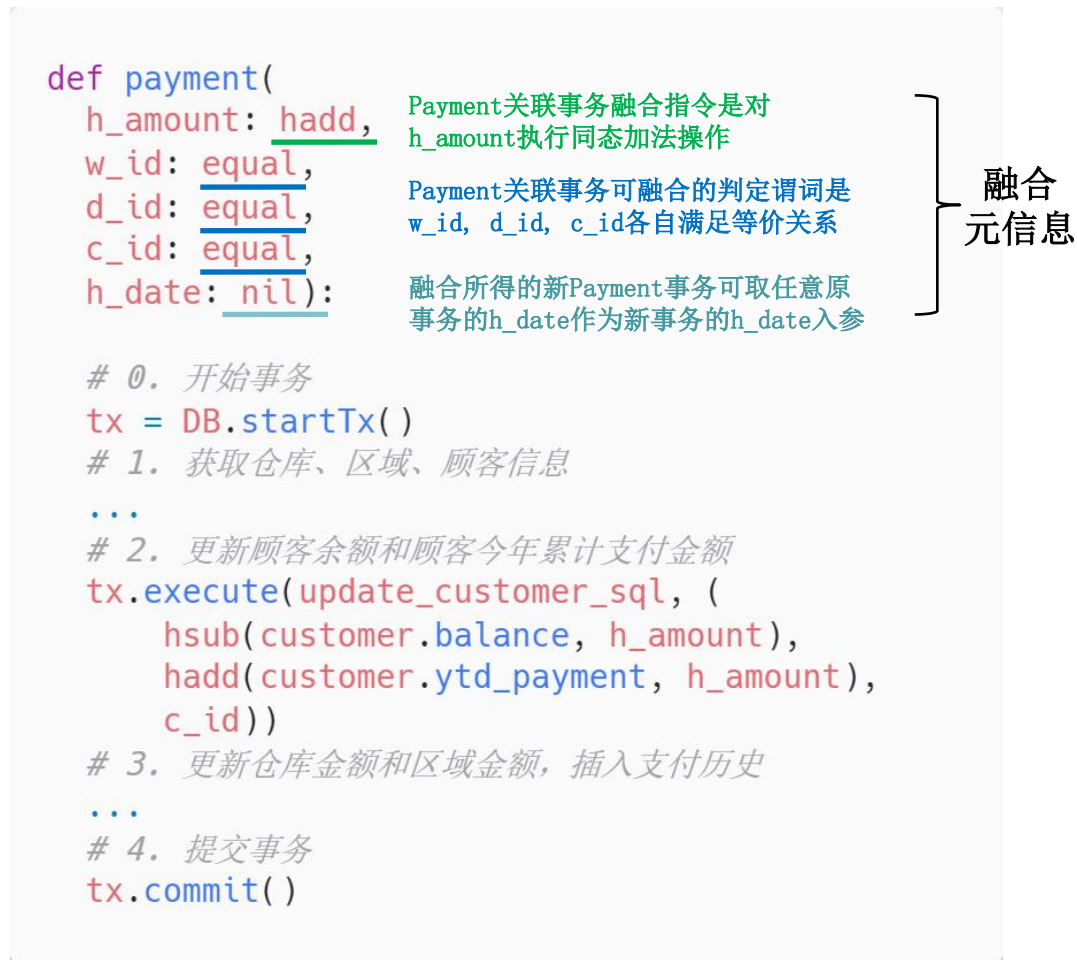 def payment(
h_amount: hadd,
w_id: equal,
d_id: equal,
c_id: equal,
h_date: nil):
Payment关联事务融合指令是对
h_amount执行同态加法操作
Payment关联事务可融合的判定谓词是
w_id, d_id, c_id各自满足等价关系
融合所得的新Payment事务可取任意原
事务的h_date作为新事务的h_date入参
融合
元信息
# 0. 开始事务
tx = DB.startTx()
# 1. 获取仓库、区域、顾客信息
...
# 2. 更新顾客余额和顾客今年累计支付金额
tx.execute(update_customer_sql, (
hsub(customer.balance, h_amount),
hadd(customer.ytd_payment, h_amount),
c_id))
# 3. 更新仓库金额和区域金额，插入支付历史
...
# 4. 提交事务
tx.commit()